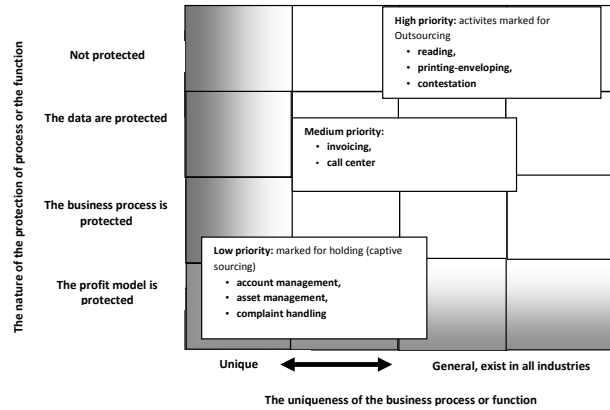 The nature of the protection of process or the function
Not protected
The data are protected
The business process is
protected
The profit model is
protected
High priority: activites marked for
Outsourcing
• reading,
• printing-enveloping,
• contestation
Medium priority:
• invoicing,
• call center
Low priority: marked for holding (captive
sourcing)
• account management,
• asset management,
• complaint handling
Unique
General, exist in all industries
The uniqueness of the business process or function